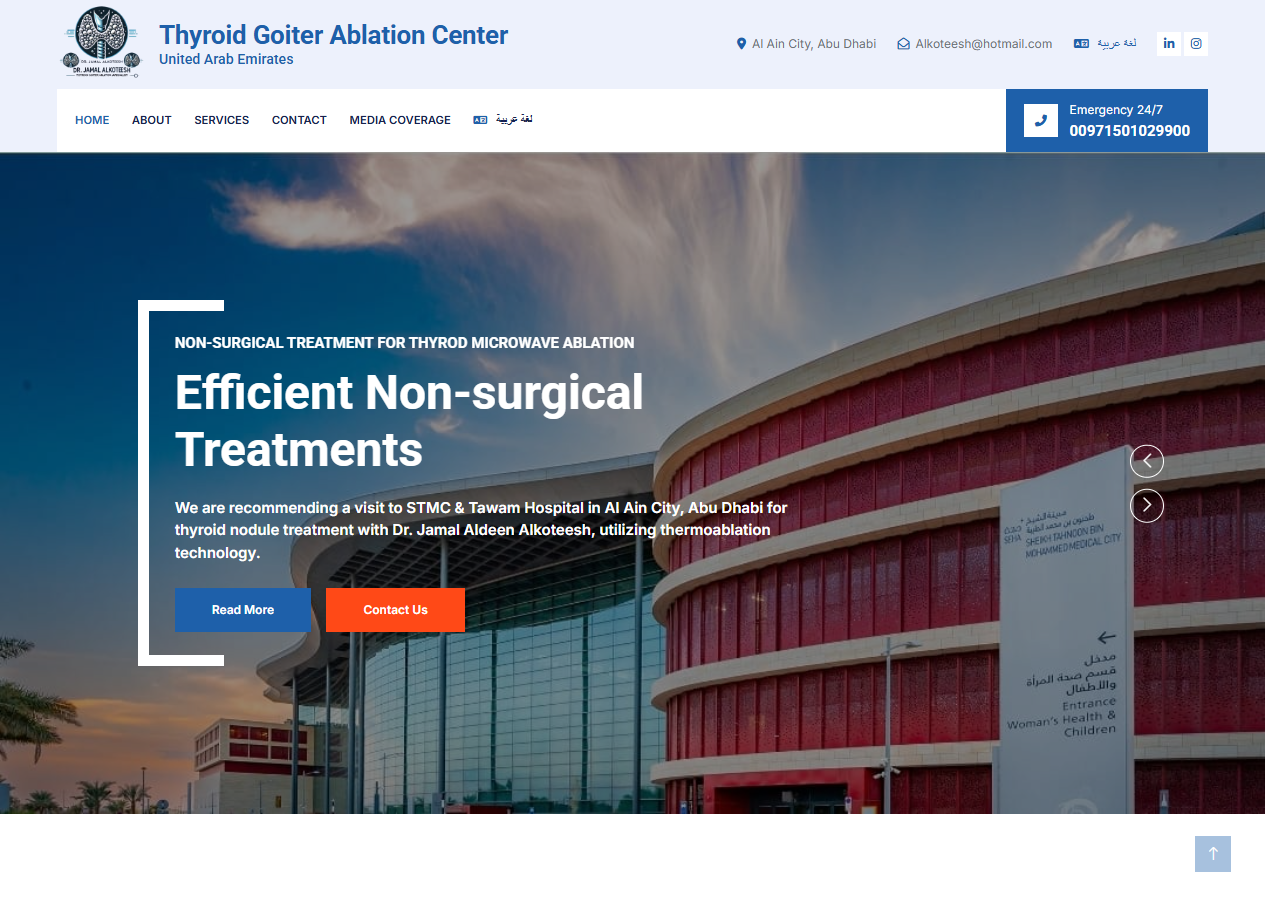 DR. JAMAL ALKOTEESH
Thyroid Goiter Ablation Center
United Arab Emirates
Al Ain City, Abu Dhabi
Alkoteesh@hotmail.com
لغة عربية
HOME
ABOUT
SERVICES
CONTACT
MEDIA COVERAGE
لغة عربية
Emergency 24/7
00971501029900
NON-SURGICAL TREATMENT FOR THYROD MICROWAVE ABLATION
Efficient Non-surgical
Treatments
We are recommending a visit to STMC & Tawam Hospital in Al Ain City, Abu Dhabi for
thyroid nodule treatment with Dr. Jamal Aldeen Alkoteesh, utilizing thermoablation
technology.
Read More
Contact Us
مدينة الشيخ
طحنون بن محمد الطبية
SEHA
SHEIKH TAHNOON BIN
MOHAMMED MEDICAL CITY
مدخل
قسم صحة المرأة
والأطفال
Entrance
Woman's Health &
Children